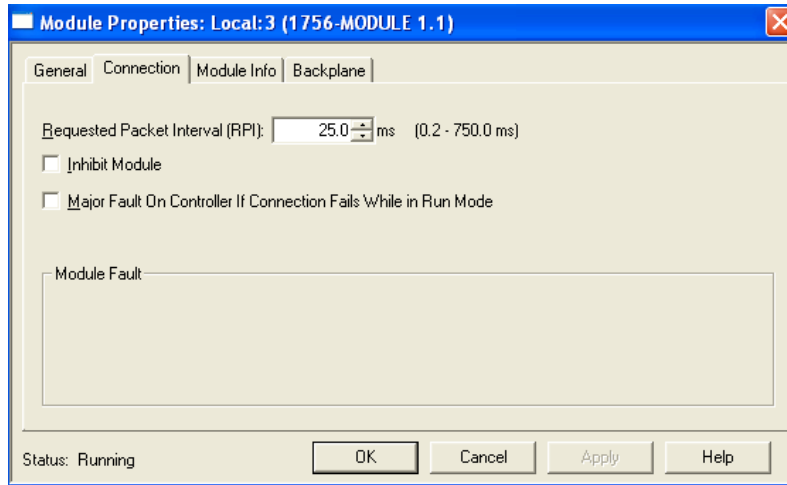 Module Properties: Local:3 (1756-MODULE 1.1)
General Connection Module Info Backplane
Requested Packet Interval (RPI): 25.0 ms (0.2 - 750.0 ms)
Inhibit Module
Major Fault On Controller If Connection Fails While in Run Mode
Module Fault
Status: Running OK Cancel Apply Help